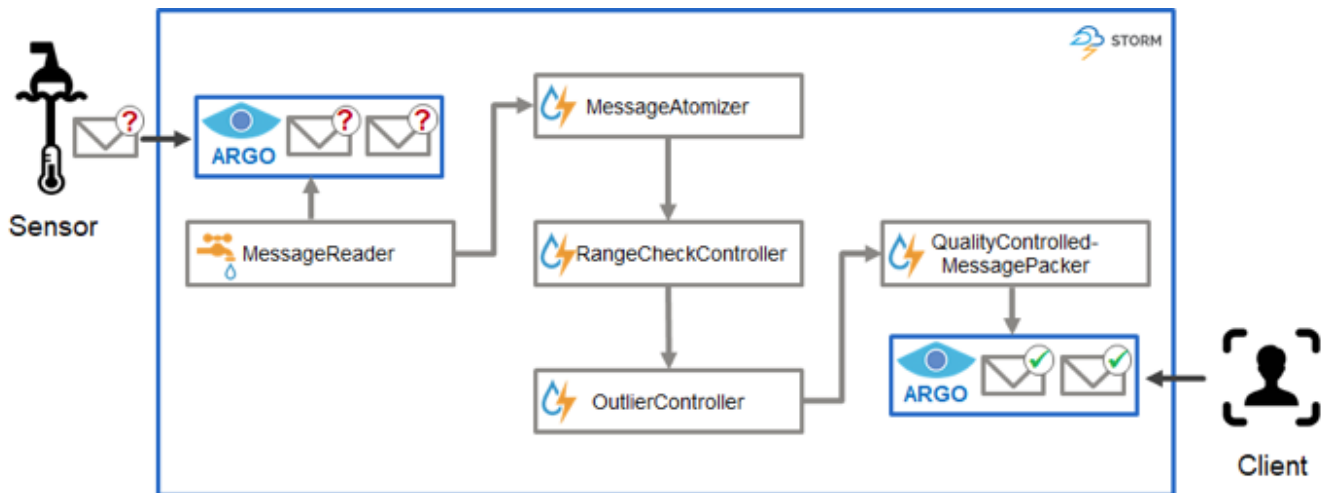 STORM
MessageAtomizer
?
?
?
ARGO
Sensor
MessageReader
RangeCheckController
QualityControlled-
MessagePacker
ARGO
OutlierController
Client